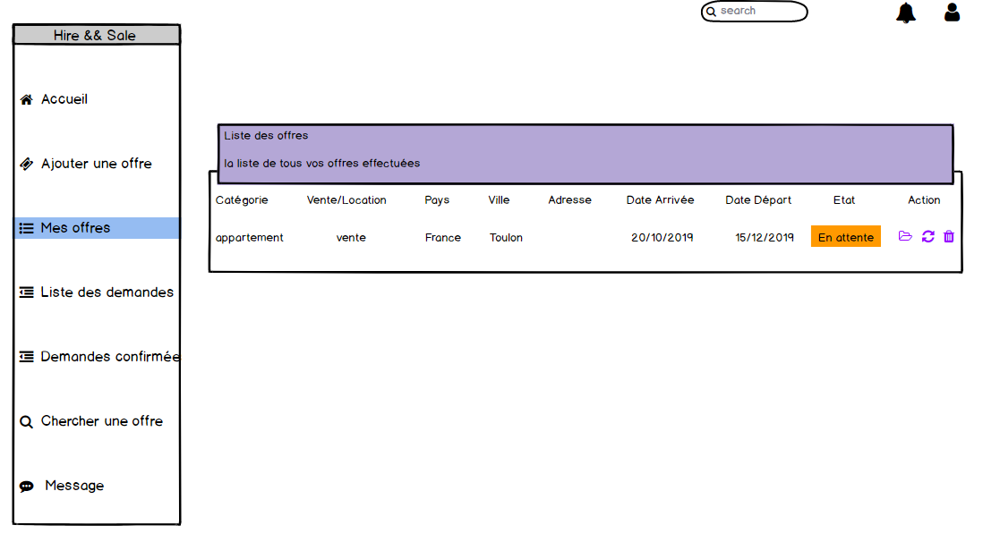 search
Hire && Sale
Accueil
Ajouter une offre
Mes offres
Liste des demandes
Demandes confirmée
Chercher une offre
Message
Liste des offres
la liste de tous vos offres effectuées
Catégorie Vente/Location Pays Ville Adresse Date Arrivée Date Départ Etat Action
appartement vente France Toulon 20/10/2019 15/12/2019 En attente